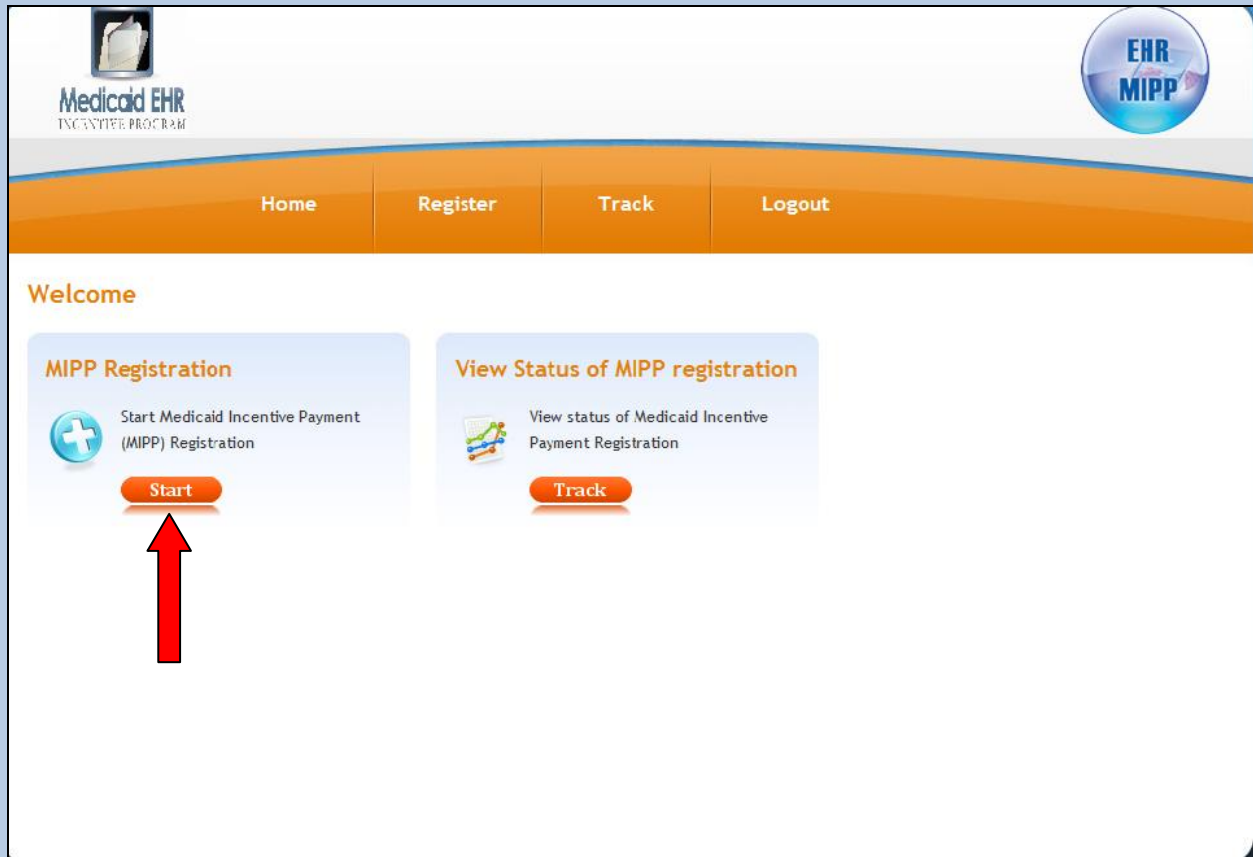 Medicaid EHR
INCENTIVE PROGRAM
EHR
MIPP
Home Register Track Logout
Welcome
MIPP Registration
Start Medicaid Incentive Payment
(MIPP) Registration
Start
View Status of MIPP registration
View status of Medicaid Incentive
Payment Registration
Track